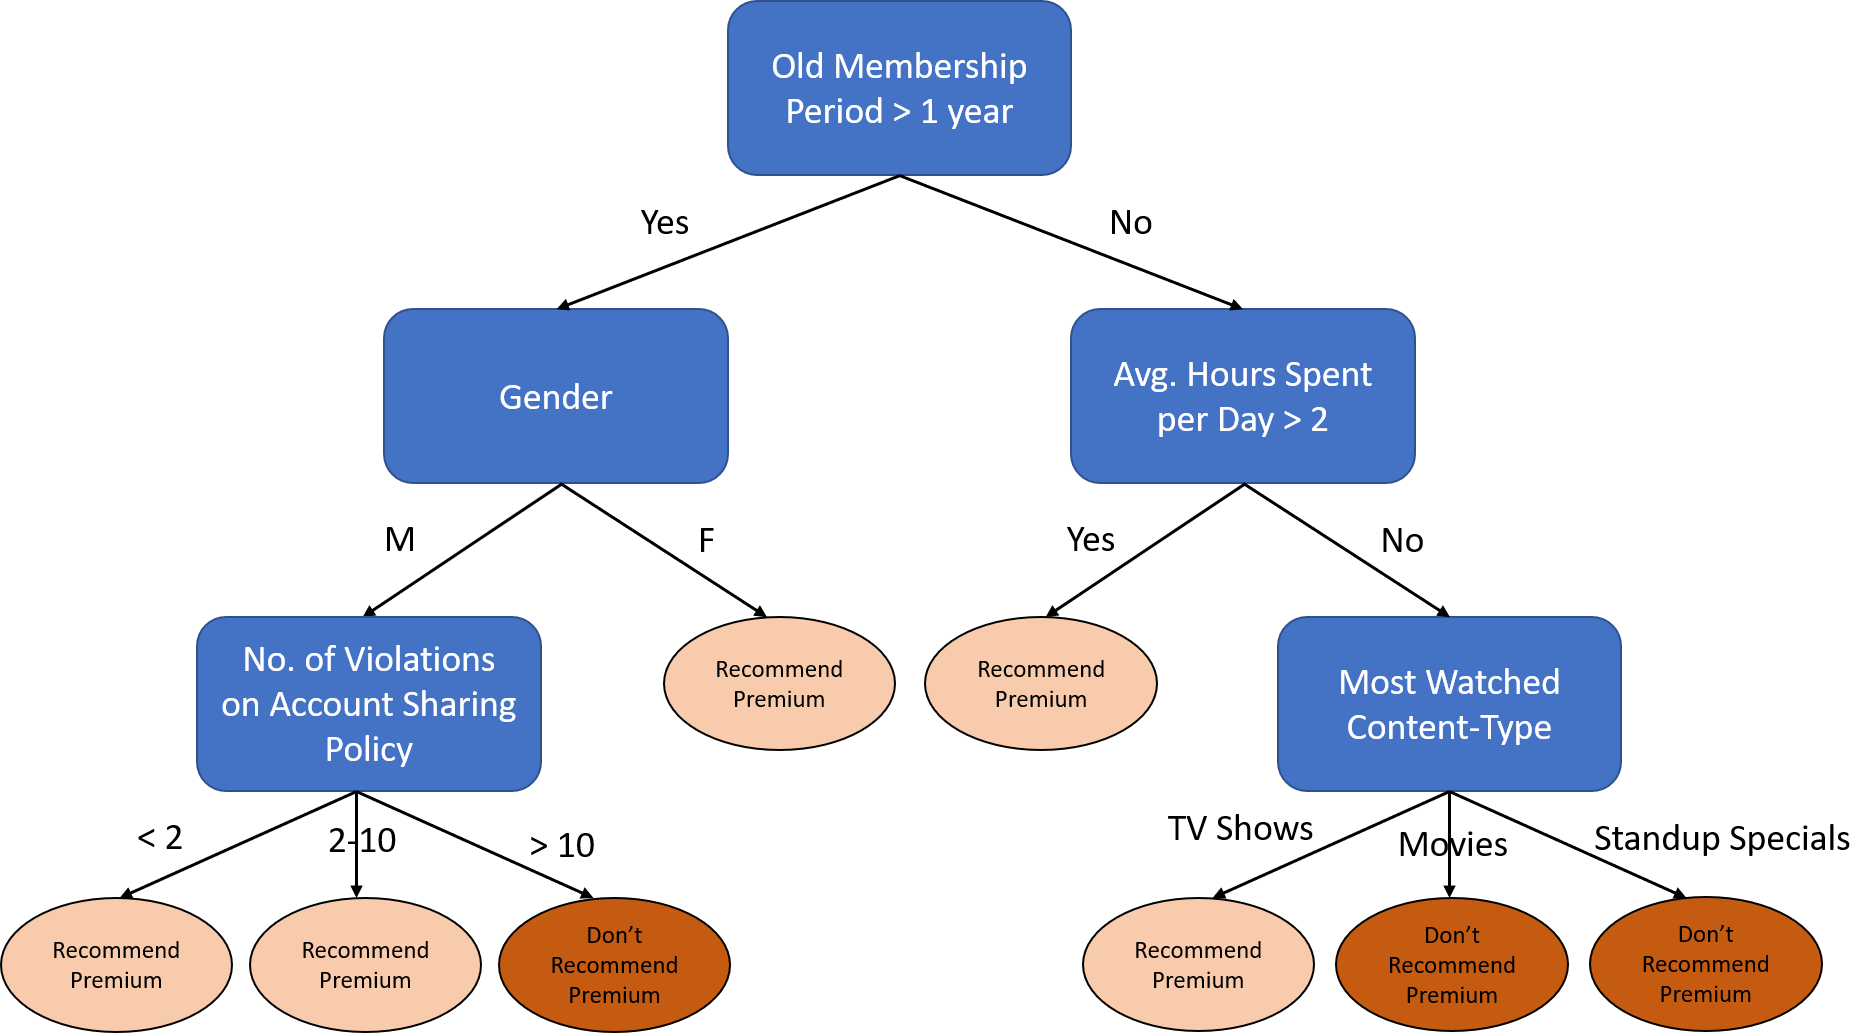 Old Membership
Period > 1 year
Yes
No
Gender
Avg. Hours Spent
per Day > 2
M
F
Yes
No
No. of Violations
on Account Sharing
Policy
Recommend
Premium
Recommend
Premium
Most Watched
Content-Type
< 2
2-10
> 10
TV Shows
Movies
Standup Specials
Recommend
Premium
Recommend
Premium
Don’t
Recommend
Premium
Recommend
Premium
Don’t
Recommend
Premium
Don’t
Recommend
Premium